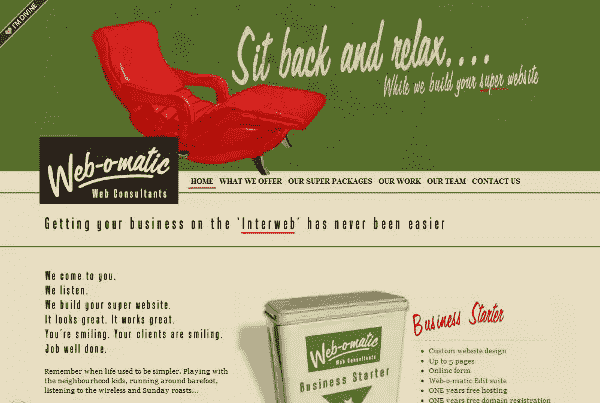 I'M DIVINE
Sit back and relax....
While we build your super website
Web-o-matic
Web Consultants
HOME WHAT WE OFFER OUR SUPER PACKAGES OUR WORK OUR TEAM CONTACT US
Getting your business on the 'Interweb' has never been easier
We come to you.
We listen.
We build your super website.
It looks great. It works great.
You're smiling. Your clients are smiling.
Job well done.
Remember when life used to be simpler. Playing with
the neighbourhood kids, running around barefoot,
listening to the wireless and Sunday roasts...
Web-o-matic
Web Consultants
Business Starter
Business Starter
Custom website design
Up to 5 pages
Online form
Web-o-matic Edit suite
ONE years free hosting
ONE years free domain registration